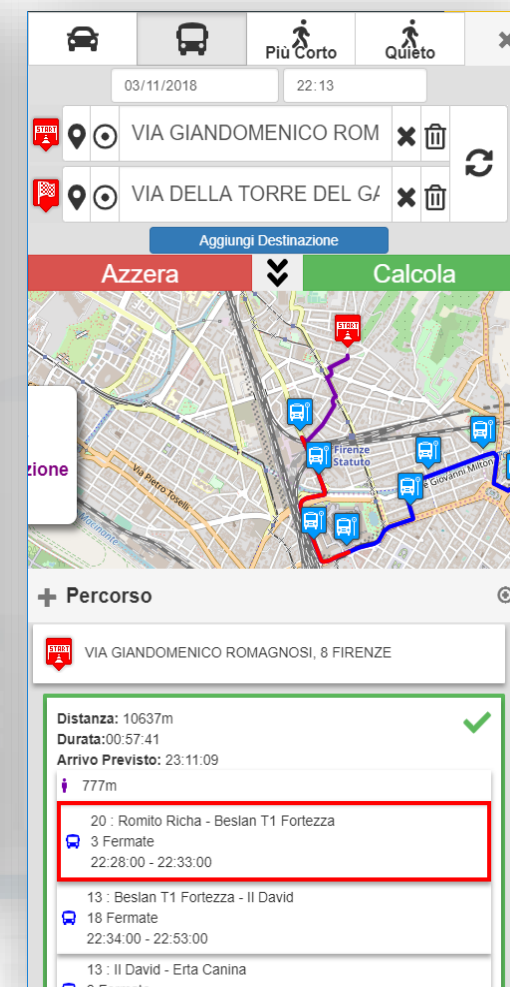 Più Corto
Quieto
03/11/2018
22:13
START
VIA GIANDOMENICO ROM
VIA DELLA TORRE DEL GA
Aggiungi Destinazione
Azzera
Calcola
START
Firenze
Statuto
Giovanni Milton
Via Pietro Toselli
Macinante
zione
Percorso
START
VIA GIANDOMENICO ROMAGNOSI, 8 FIRENZE
Distanza: 10637m
Durata:00:57:41
Arrivo Previsto: 23:11:09
777m
20 : Romito Richa - Beslan T1 Fortezza
3 Fermate
22:28:00 - 22:33:00
13 : Beslan T1 Fortezza - Il David
18 Fermate
22:34:00 - 22:53:00
13 : Il David - Erta Canina